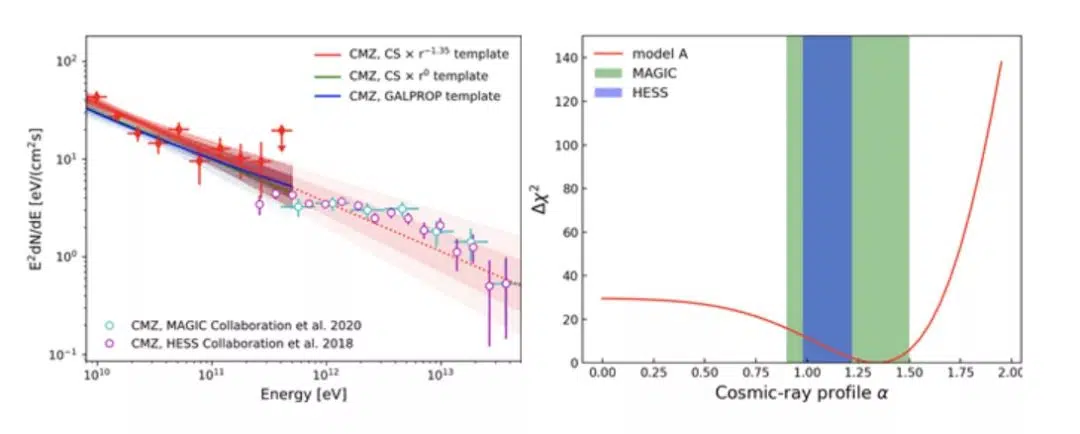 10²
10¹
10⁰
10⁻¹
E²dN/dE [eV/(cm²s]
CMZ, CS × r⁻¹·³⁵ template
CMZ, CS × r⁰ template
CMZ, GALPROP template
CMZ, MAGIC Collaboration et al. 2020
CMZ, HESS Collaboration et al. 2018
10¹⁰ 10¹¹ 10¹² 10¹³
Energy [eV]
140
120
100
80
60
40
20
0
Δχ²
model A
MAGIC
HESS
0.00 0.25 0.50 0.75 1.00 1.25 1.50 1.75 2.00
Cosmic-ray profile α